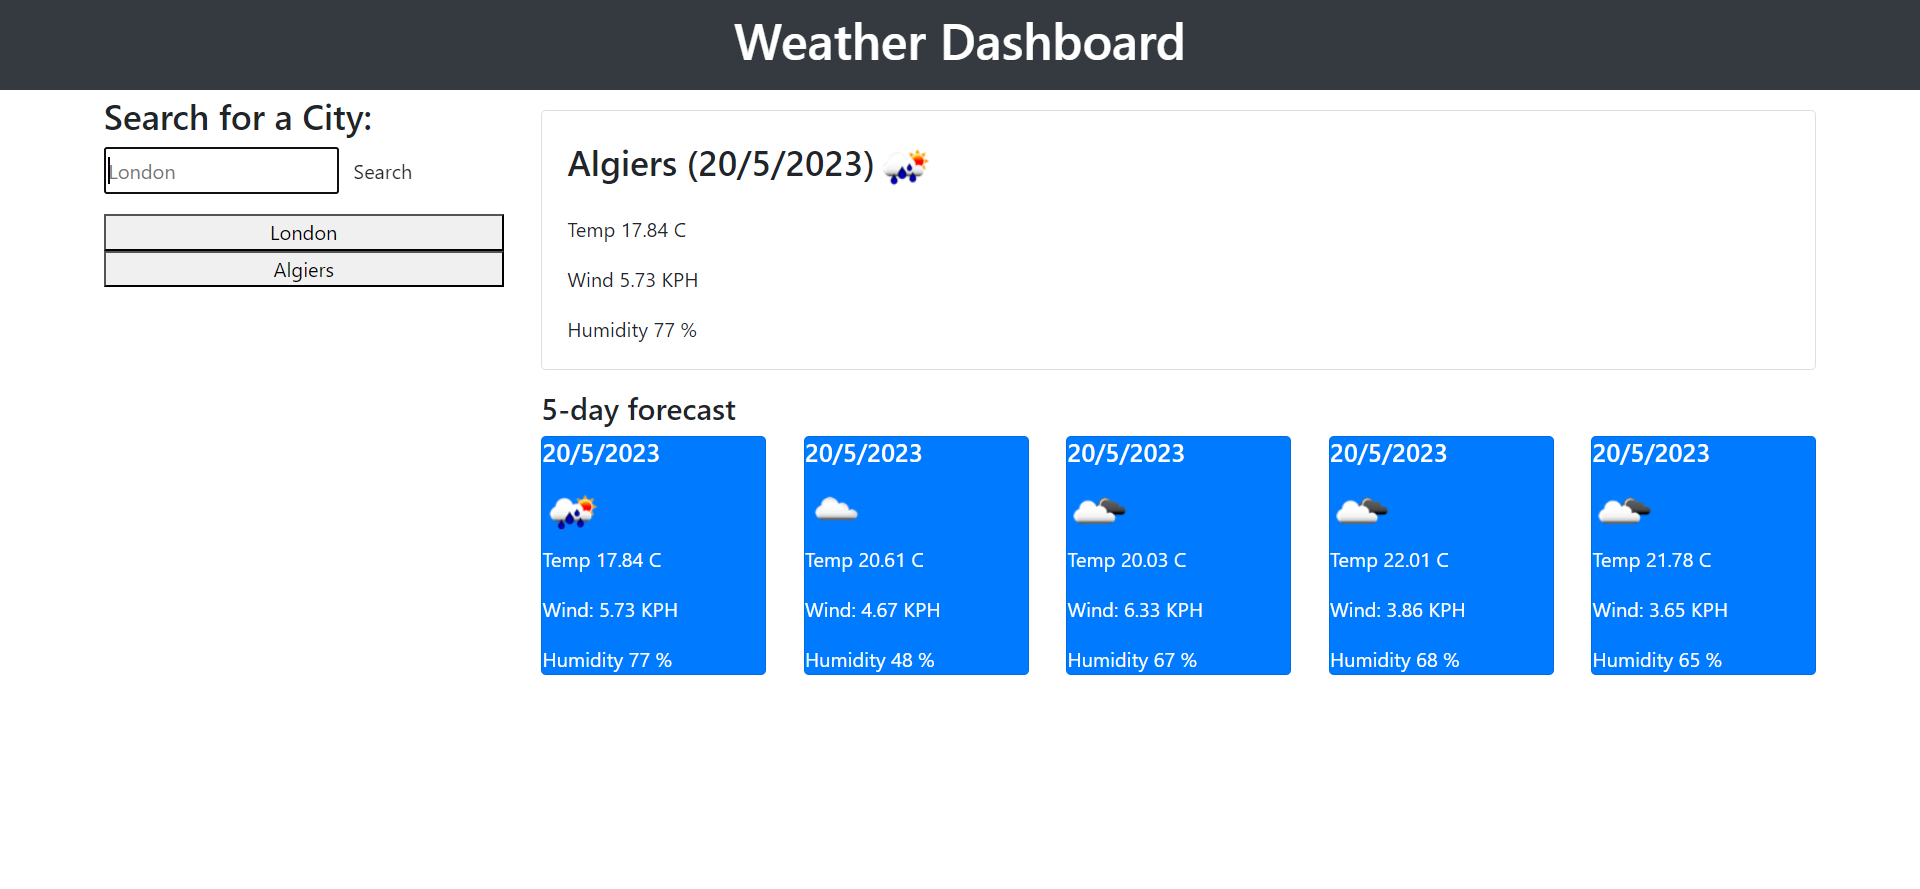 Weather Dashboard
Search for a City:
London
Search
London
Algiers
Algiers (20/5/2023)
Temp 17.84 C
Wind 5.73 KPH
Humidity 77 %
5-day forecast
20/5/2023
Temp 17.84 C
Wind: 5.73 KPH
Humidity 77 %
20/5/2023
Temp 20.61 C
Wind: 4.67 KPH
Humidity 48 %
20/5/2023
Temp 20.03 C
Wind: 6.33 KPH
Humidity 67 %
20/5/2023
Temp 22.01 C
Wind: 3.86 KPH
Humidity 68 %
20/5/2023
Temp 21.78 C
Wind: 3.65 KPH
Humidity 65 %